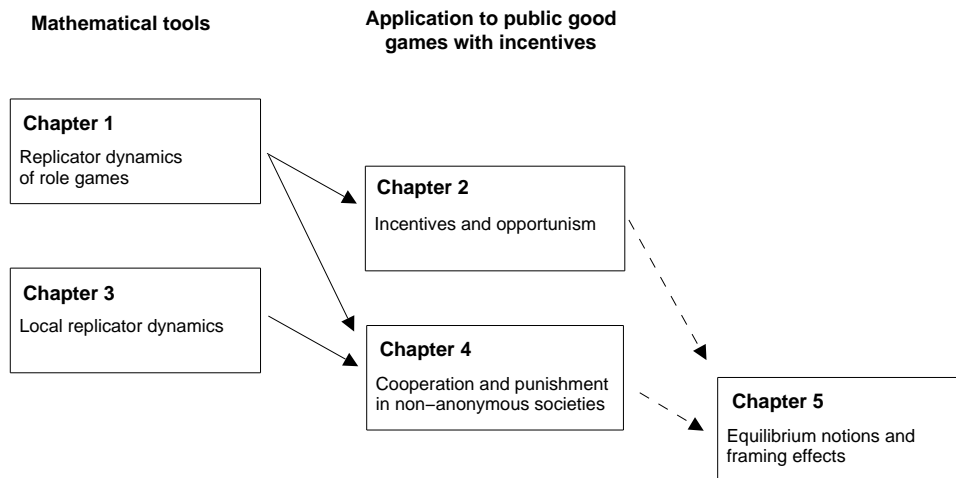 Mathematical tools
Application to public good
games with incentives
Chapter 1
Replicator dynamics
of role games
Chapter 2
Incentives and opportunism
Chapter 3
Local replicator dynamics
Chapter 4
Cooperation and punishment
in non−anonymous societies
Chapter 5
Equilibrium notions and
framing effects